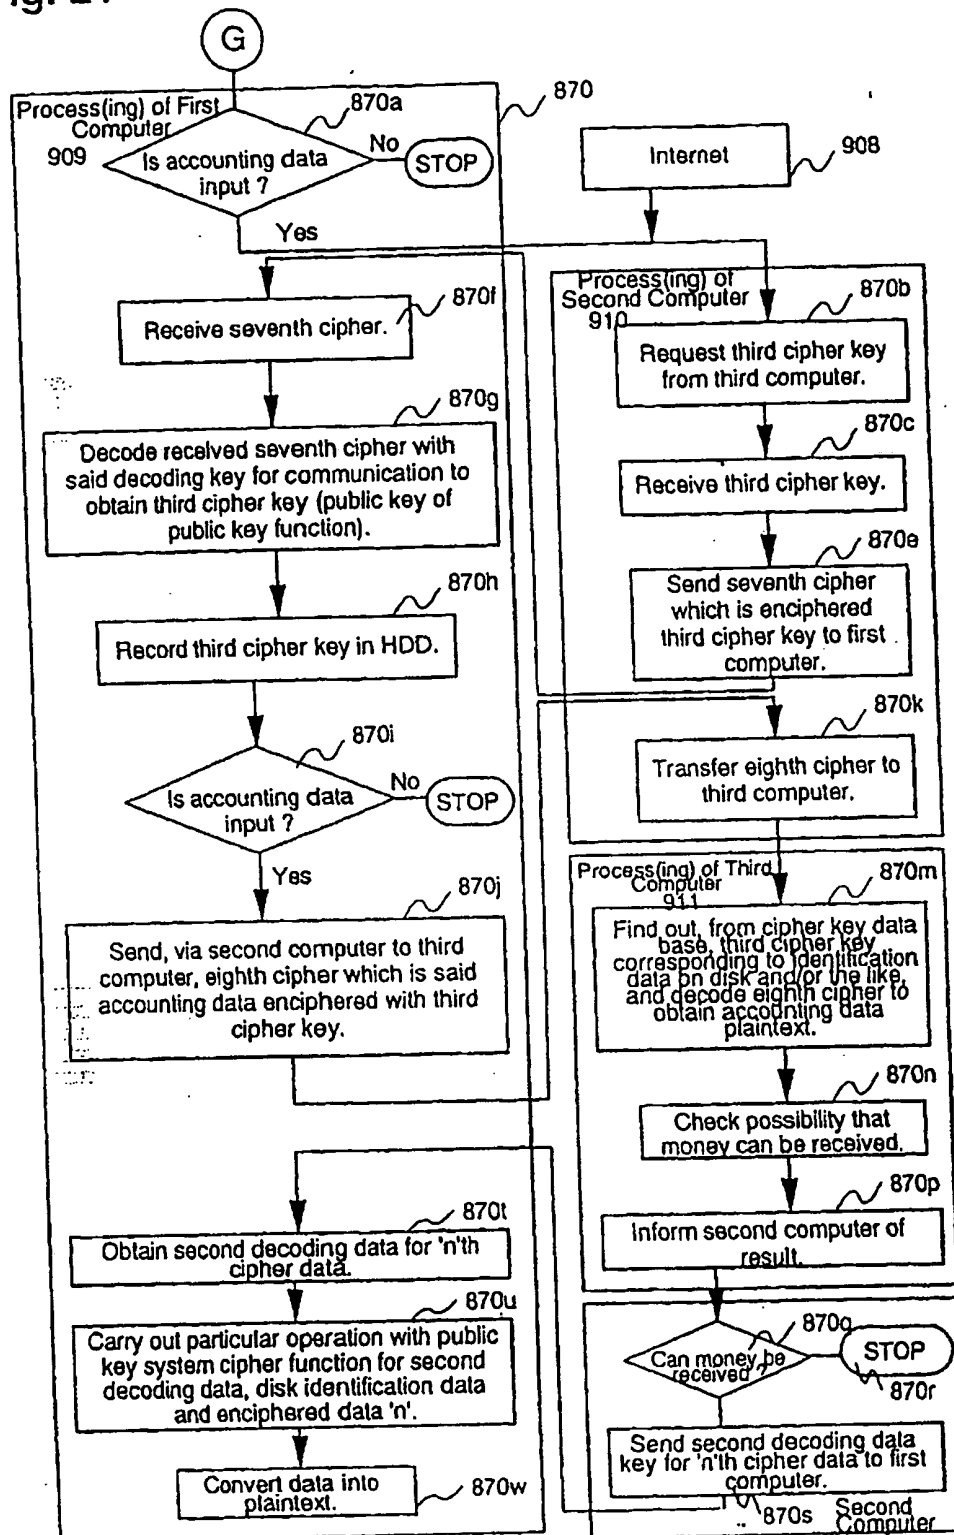 G
870
Process(ing) of First
Computer
909
870a
Is accounting data
input ?
No
STOP
Yes
Internet
908
870f
Receive seventh cipher.
870g
Decode received seventh cipher with
said decoding key for communication to
obtain third cipher key (public key of
public key function).
870h
Record third cipher key in HDD.
870i
Is accounting data
input ?
No
STOP
Yes
870j
Send, via second computer to third
computer, eighth cipher which is said
accounting data enciphered with third
cipher key.
870t
Obtain second decoding data for 'n'th
cipher data.
870u
Carry out particular operation with public
key system cipher function for second
decoding data, disk identification data
and enciphered data 'n'.
Convert data into
plaintext.
870w
Process(ing) of
Second Computer
910
870b
Request third cipher key
from third computer.
870c
Receive third cipher key.
870e
Send seventh cipher
which is enciphered
third cipher key to first
computer.
870k
Transfer eighth cipher to
third computer.
Process(ing) of Third
Computer
911
870m
Find out, from cipher key data
base, third cipher key
corresponding to identification
data on disk and/or the like,
and decode eighth cipher to
obtain accounting data
plaintext.
870n
Check possibility that
money can be received.
870p
Inform second computer of
result.
870q
Can money be
received ?
STOP
870r
Send second decoding data
key for 'n'th cipher data to first
computer.
870s
Second
Computer